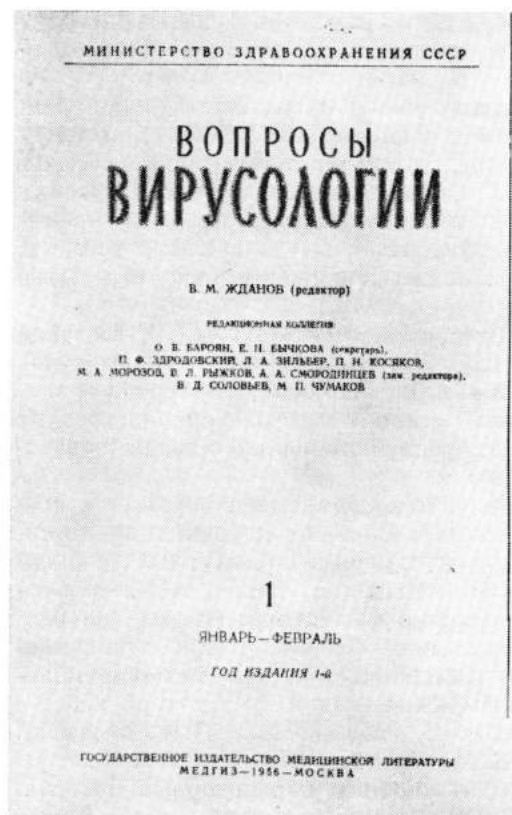 МИНИСТЕРСТВО ЗДРАВООХРАНЕНИЯ СССР
ВОПРОСЫ
ВИРУСОЛОГИИ
В. М. ЖДАНОВ (редактор)
РЕДАКЦИОННАЯ КОЛЛЕГИЯ
О. В. БАРОЯН, Е. Н. БЫЧКОВА (секретарь),
П. Ф. ЗДРОДОВСКИЙ, Л. А. ЗИЛЬБЕР, П. Н. КОСЯКОВ,
М. А. МОРОЗОВ, В. Л. РЫЖКОВ, А. А. СМОРОДИНЦЕВ (зам. редактора),
В. Д. СОЛОВЬЕВ, М. П. ЧУМАКОВ
1
ЯНВАРЬ—ФЕВРАЛЬ
ГОД ИЗДАНИЯ 1-й
ГОСУДАРСТВЕННОЕ ИЗДАТЕЛЬСТВО МЕДИЦИНСКОЙ ЛИТЕРАТУРЫ
МЕДГИЗ—1956—МОСКВА